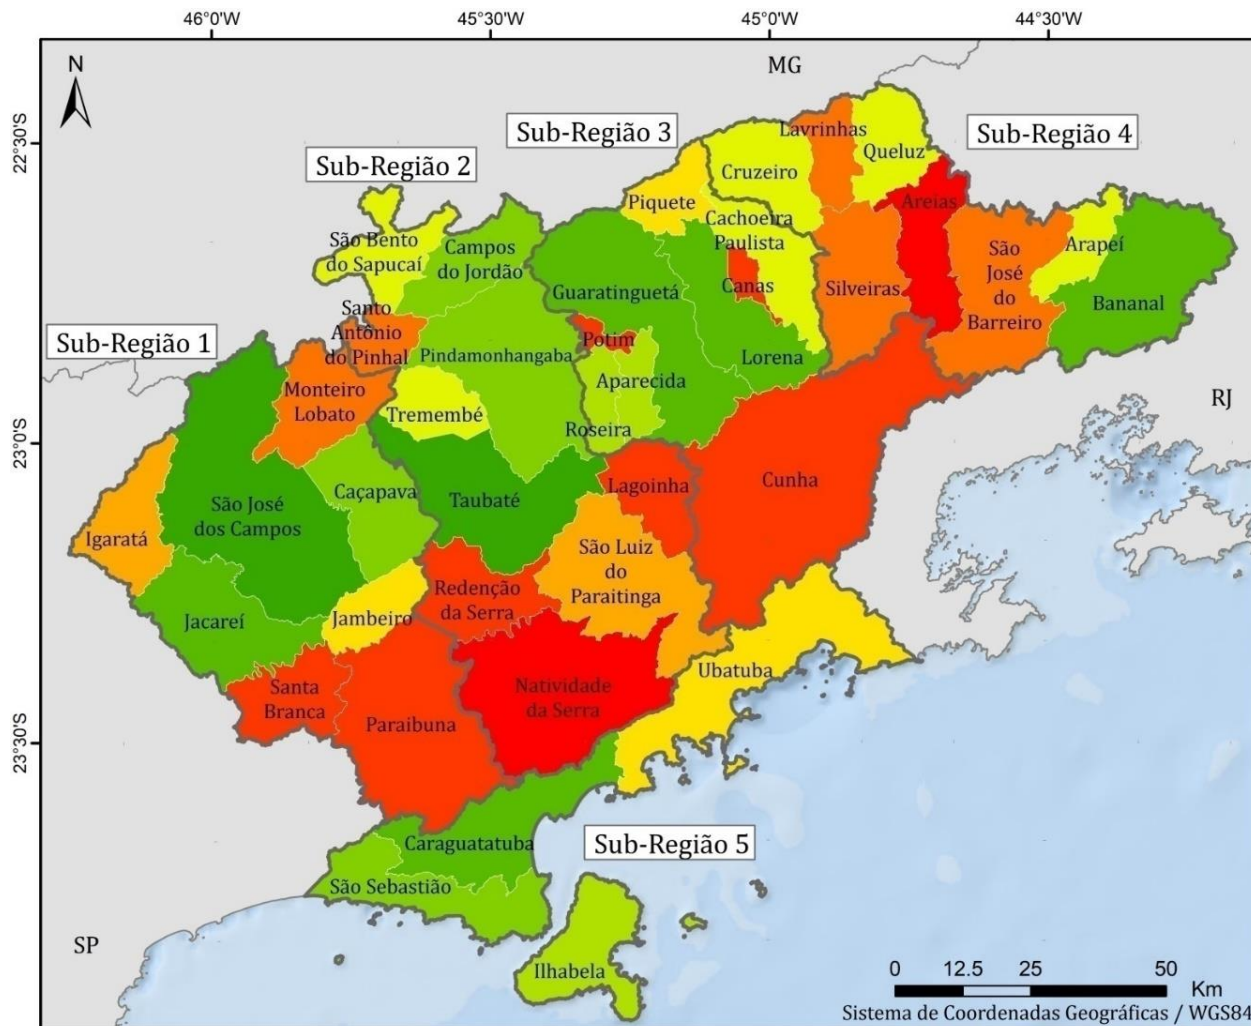 46°0'W
45°30'W
45°0'W
44°30'W
N
MG
22°30'S
Sub-Região 3
Lavrinhas
Sub-Região 4
Queluz
Cruzeiro
Sub-Região 2
Piquete
Areias
Cachoeira
Paulista
São Bento
do Sapucaí
Campos
do Jordão
São
José
do
Barreiro
Arapeí
Bananal
Guaratinguetá
Canas
Silveiras
Santo
Antônio
do Pinhal
Sub-Região 1
Potim
Pindamonhangaba
Lorena
Aparecida
Monteiro
Lobato
Tremembé
RJ
Roseira
23°0'S
Lagoinha
Cunha
Caçapava
Taubaté
São José
dos Campos
Igaratá
São Luiz
do
Paraitinga
Redenção
da Serra
Jacareí
Jambeiro
Ubatuba
Santa
Branca
Natividade
da Serra
Paraibuna
23°30'S
Caraguatatuba
Sub-Região 5
São Sebastião
SP
Ilhabela
0 12.5 25 50
Km
Sistema de Coordenadas Geográficas / WGS84